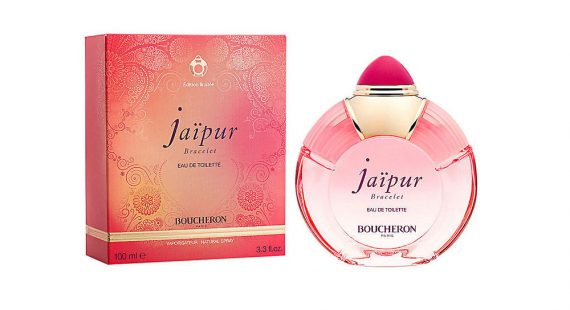 Jaïpur
Bracelet
EAU DE TOILETTE
BOUCHERON
PARIS
VAPORISATEUR NATURAL SPRAY
100 ml e 3.3 fl.oz.
Jaïpur
Bracelet
EAU DE TOILETTE
BOUCHERON
PARIS